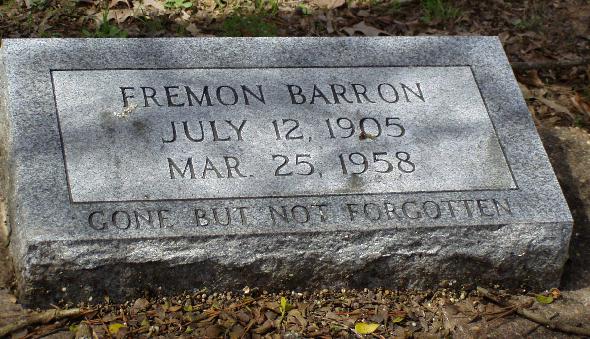 FREMON BARRON
JULY 12, 1905
MAR. 25, 1958
GONE BUT NOT FORGOTTEN